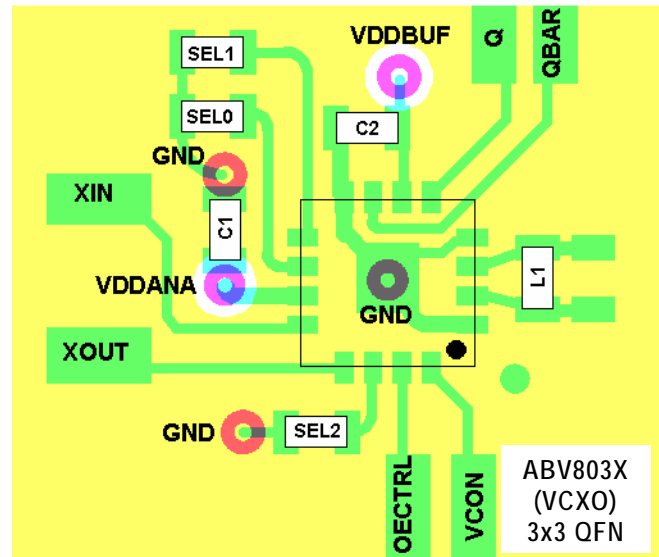 VDDBUF
Q
QBAR
SEL1
SEL0
C2
GND
XIN
C1
VDDANA
L1
GND
XOUT
GND
SEL2
OECTRL
VCON
ABV803X
(VCXO)
3x3 QFN